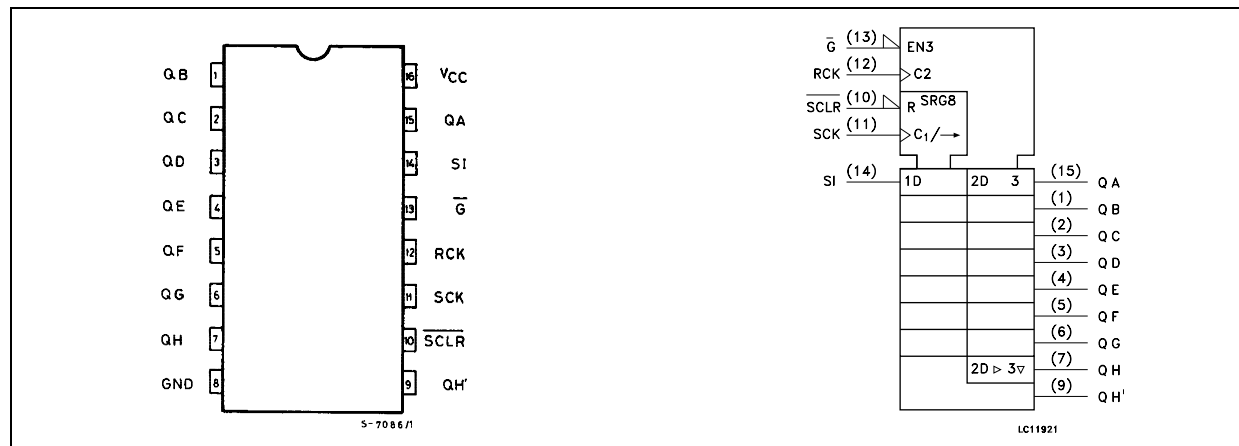 QB 1 16 VCC
QC 2 15 QA
QD 3 14 SI
QE 4 13 G̅
QF 5 12 RCK
QG 6 11 SCK
QH 7 10 S̅C̅L̅R̅
GND 8 9 QH'
S-7086/1
G̅ (13) EN3
RCK (12) C2
S̅C̅L̅R̅ (10) R SRG8
SCK (11) C1/→
SI (14) 1D 2D 3 (15) QA
(1) QB
(2) QC
(3) QD
(4) QE
(5) QF
(6) QG
2D ▷ 3▽ (7) QH
(9) QH'
LC11921